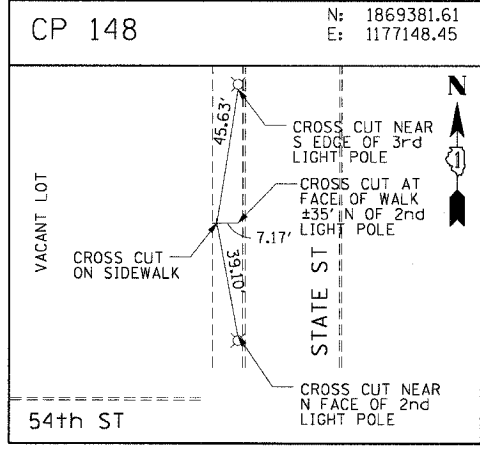 CP 148
N: 1869381.61
E: 1177148.45
N
45.63'
CROSS CUT NEAR
S EDGE OF 3rd
LIGHT POLE
1
CROSS CUT AT
FACE OF WALK
±35' N OF 2nd
LIGHT POLE
VACANT LOT
7.17'
CROSS CUT
ON SIDEWALK
39.10'
STATE ST
CROSS CUT NEAR
N FACE OF 2nd
LIGHT POLE
54th ST